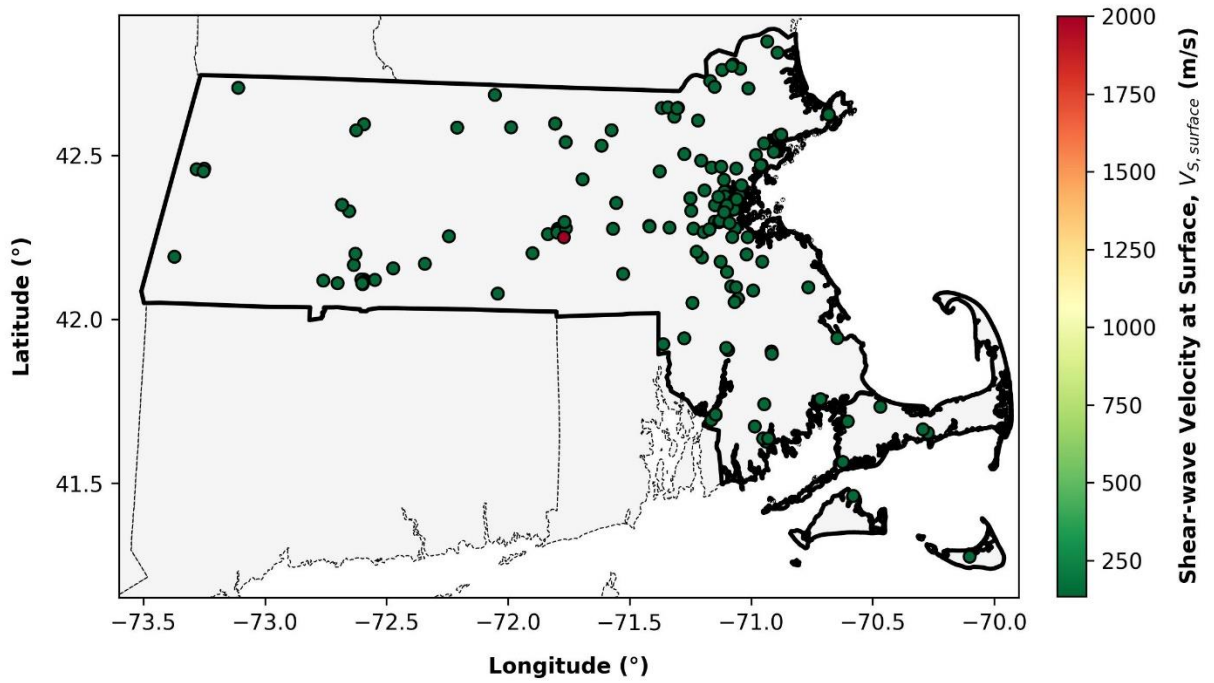 42.5
42.0
41.5
Latitude (°)
−73.5 −73.0 −72.5 −72.0 −71.5 −71.0 −70.5 −70.0
Longitude (°)
2000
1750
1500
1250
1000
750
500
250
Shear-wave Velocity at Surface, V_{S, surface} (m/s)